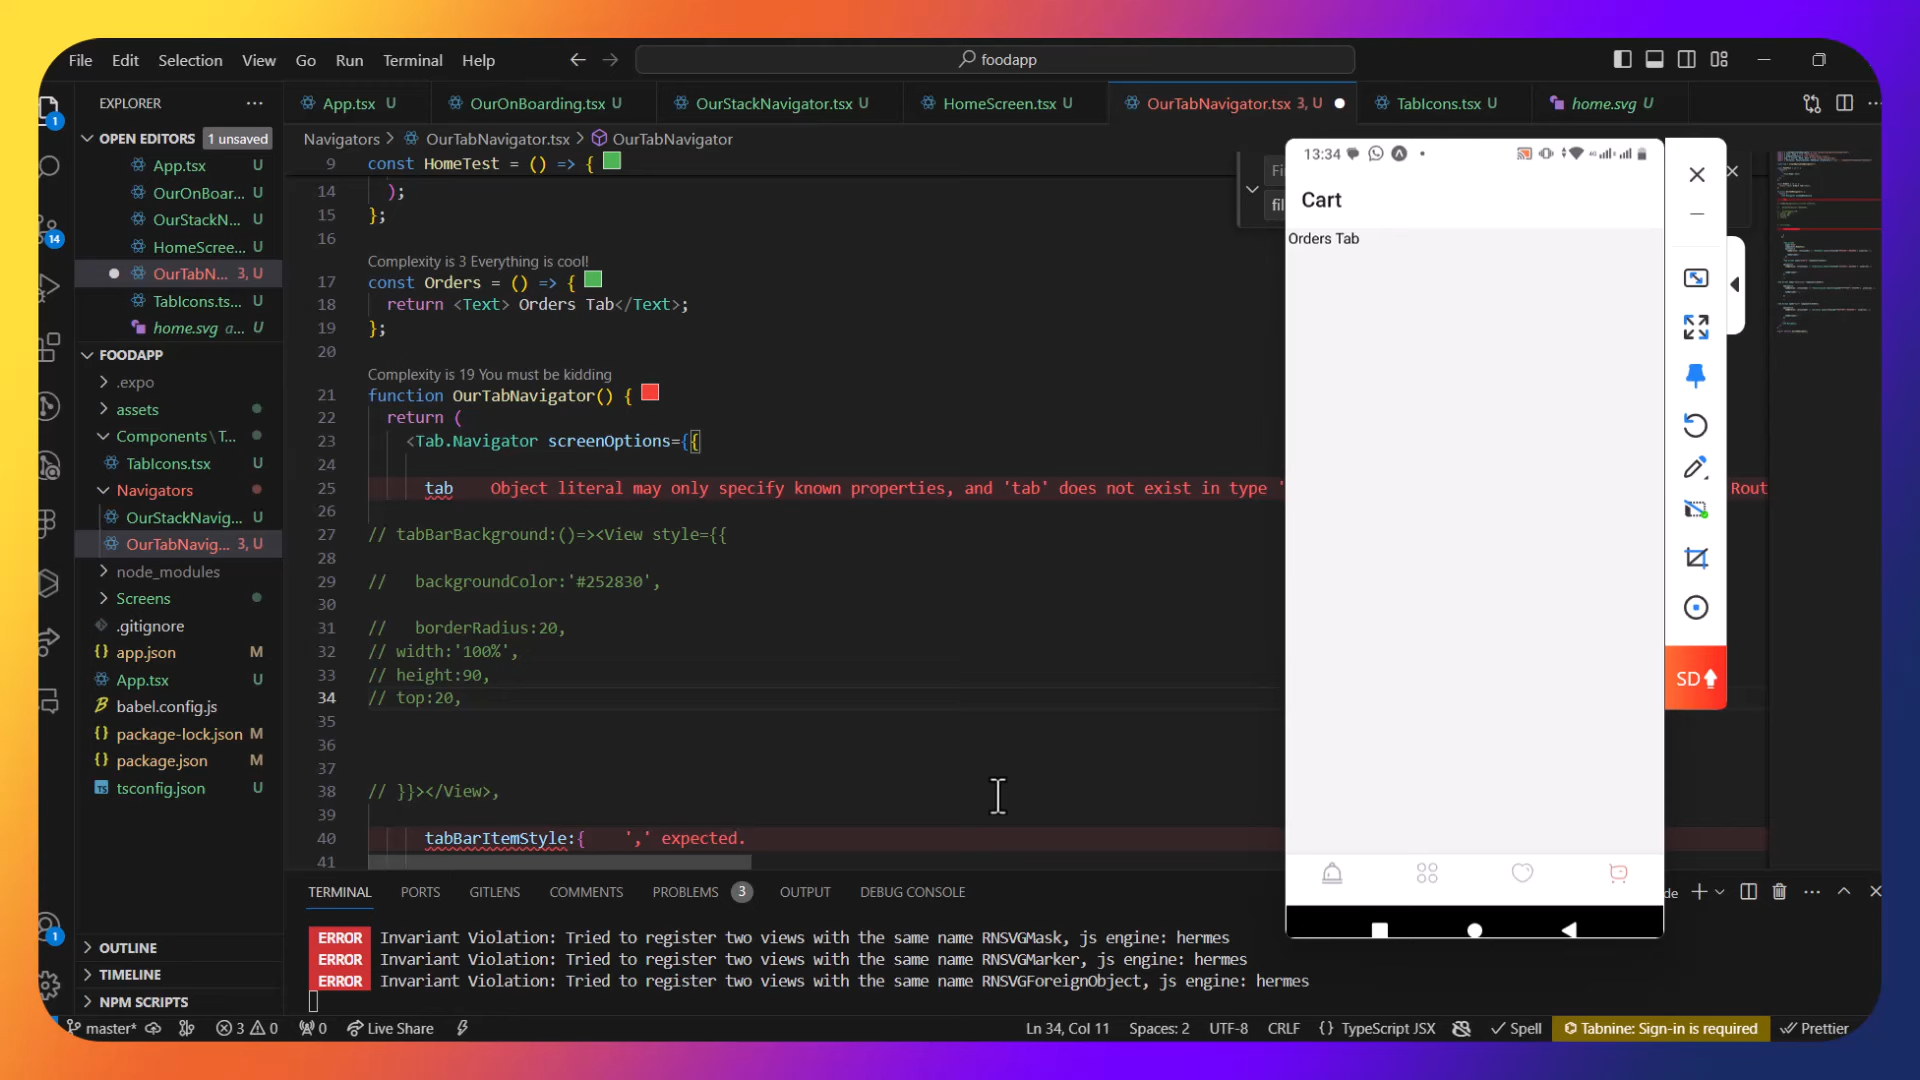 File Edit Selection View Go Run Terminal Help
foodapp
EXPLORER
App.tsx U
OurOnBoarding.tsx U
OurStackNavigator.tsx U
HomeScreen.tsx U
OurTabNavigator.tsx 3, U
TabIcons.tsx U
home.svg U
OPEN EDITORS 1 unsaved
App.tsx U
OurOnBoar... U
OurStackN... U
HomeScree... U
OurTabN... 3, U
TabIcons.ts... U
home.svg a... U
FOODAPP
.expo
assets
Components\T...
TabIcons.tsx U
Navigators
OurStackNavig... U
OurTabNavig... 3, U
node_modules
Screens
.gitignore
app.json M
App.tsx U
babel.config.js
package-lock.json M
package.json M
tsconfig.json U
OUTLINE
TIMELINE
NPM SCRIPTS
1
14
1
Navigators > OurTabNavigator.tsx > OurTabNavigator
9 const HomeTest = () => {
14 );
15 };
16
Complexity is 3 Everything is cool!
17 const Orders = () => {
18 return <Text> Orders Tab</Text>;
19 };
20
Complexity is 19 You must be kidding
21 function OurTabNavigator() {
22 return (
23 <Tab.Navigator screenOptions={{
24
25 tab Object literal may only specify known properties, and 'tab' does not exist in type ' Rout
26
27 // tabBarBackground:()=><View style={{
28
29 // backgroundColor:'#252830',
30
31 // borderRadius:20,
32 // width:'100%',
33 // height:90,
34 // top:20,
35
36
37
38 // }}></View>,
39
40 tabBarItemStyle:{ ',' expected.
41
Fi
fil
13:34
Cart
Orders Tab
SD
TERMINAL PORTS GITLENS COMMENTS PROBLEMS 3 OUTPUT DEBUG CONSOLE
de
ERROR Invariant Violation: Tried to register two views with the same name RNSVGMask, js engine: hermes
ERROR Invariant Violation: Tried to register two views with the same name RNSVGMarker, js engine: hermes
ERROR Invariant Violation: Tried to register two views with the same name RNSVGForeignObject, js engine: hermes
master* 3 0 0 Live Share Ln 34, Col 11 Spaces: 2 UTF-8 CRLF {} TypeScript JSX Spell Tabnine: Sign-in is required Prettier